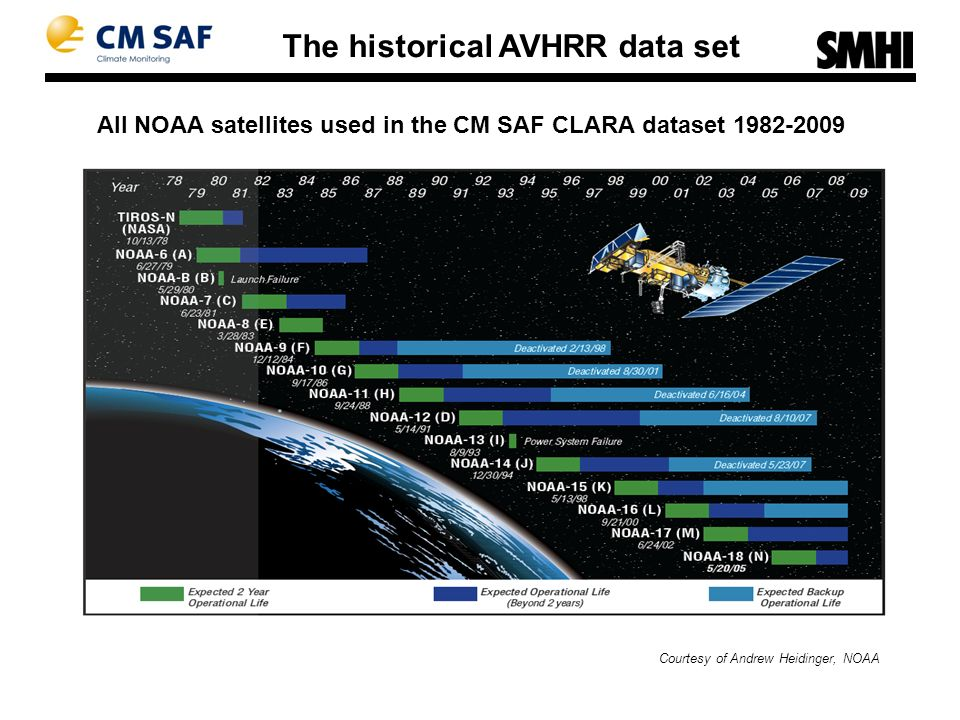 CM SAF
Climate Monitoring
The historical AVHRR data set
SMHI
All NOAA satellites used in the CM SAF CLARA dataset 1982-2009
Year
78 80 82 84 86 88 90 92 94 96 98 00 02 04 06 08
79 81 83 85 87 89 91 93 95 97 99 01 03 05 07 09
TIROS-N
(NASA)
10/13/78
NOAA-6 (A)
6/27/79
NOAA-B (B)
5/29/80
Launch Failure
NOAA-7 (C)
6/23/81
NOAA-8 (E)
3/28/83
NOAA-9 (F)
12/12/84
Deactivated 2/13/98
NOAA-10 (G)
9/17/86
Deactivated 8/30/01
NOAA-11 (H)
9/24/88
Deactivated 6/16/04
NOAA-12 (D)
5/14/91
Deactivated 8/10/07
NOAA-13 (I)
8/9/93
Power System Failure
NOAA-14 (J)
12/30/94
Deactivated 5/23/07
NOAA-15 (K)
5/13/98
NOAA-16 (L)
9/21/00
NOAA-17 (M)
6/24/02
NOAA-18 (N)
5/20/05
Expected 2 Year
Operational Life
Expected Operational Life
(Beyond 2 years)
Expected Backup
Operational Life
Courtesy of Andrew Heidinger, NOAA